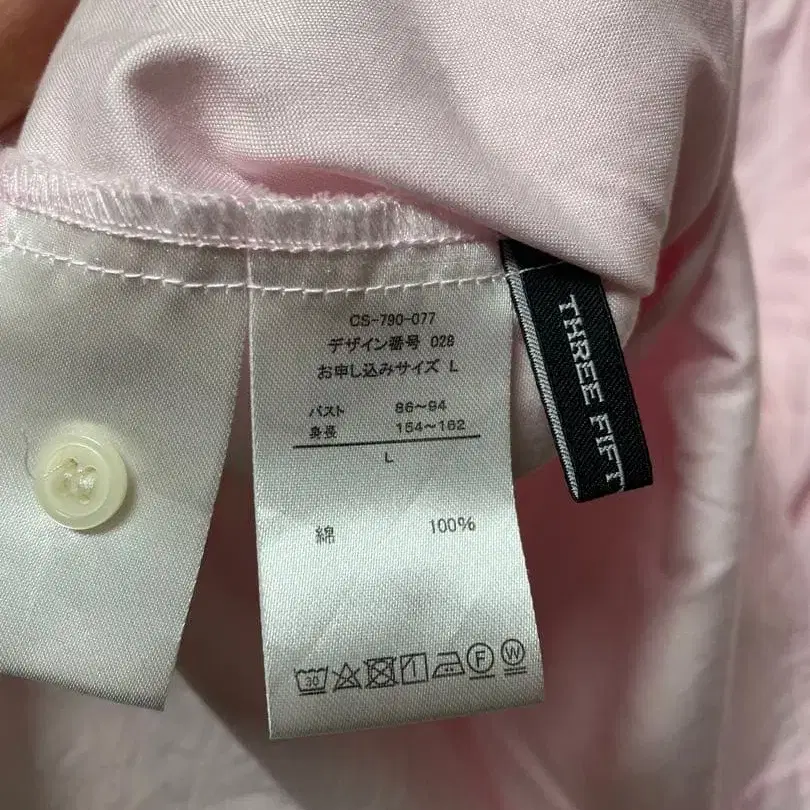 CS-790-077
デザイン番号 028
お申し込みサイズ L
バスト 86～94
身長 154～162
L
綿 100%
30
F
W
THREE FIFT